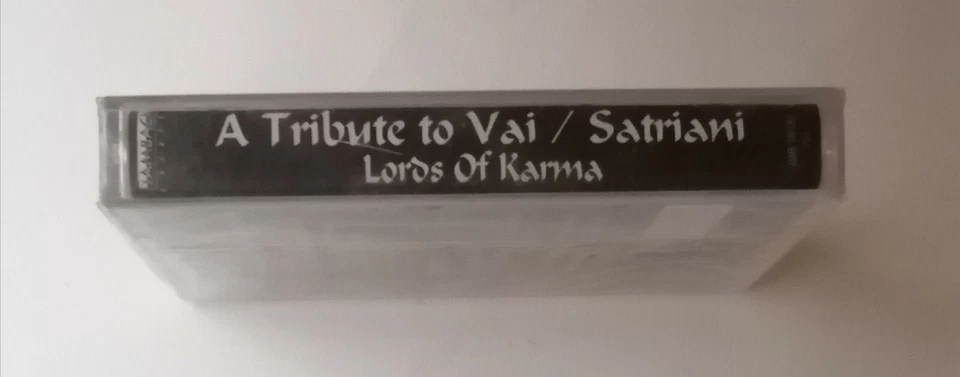 A Tribute to Vai / Satriani
Lords Of Karma